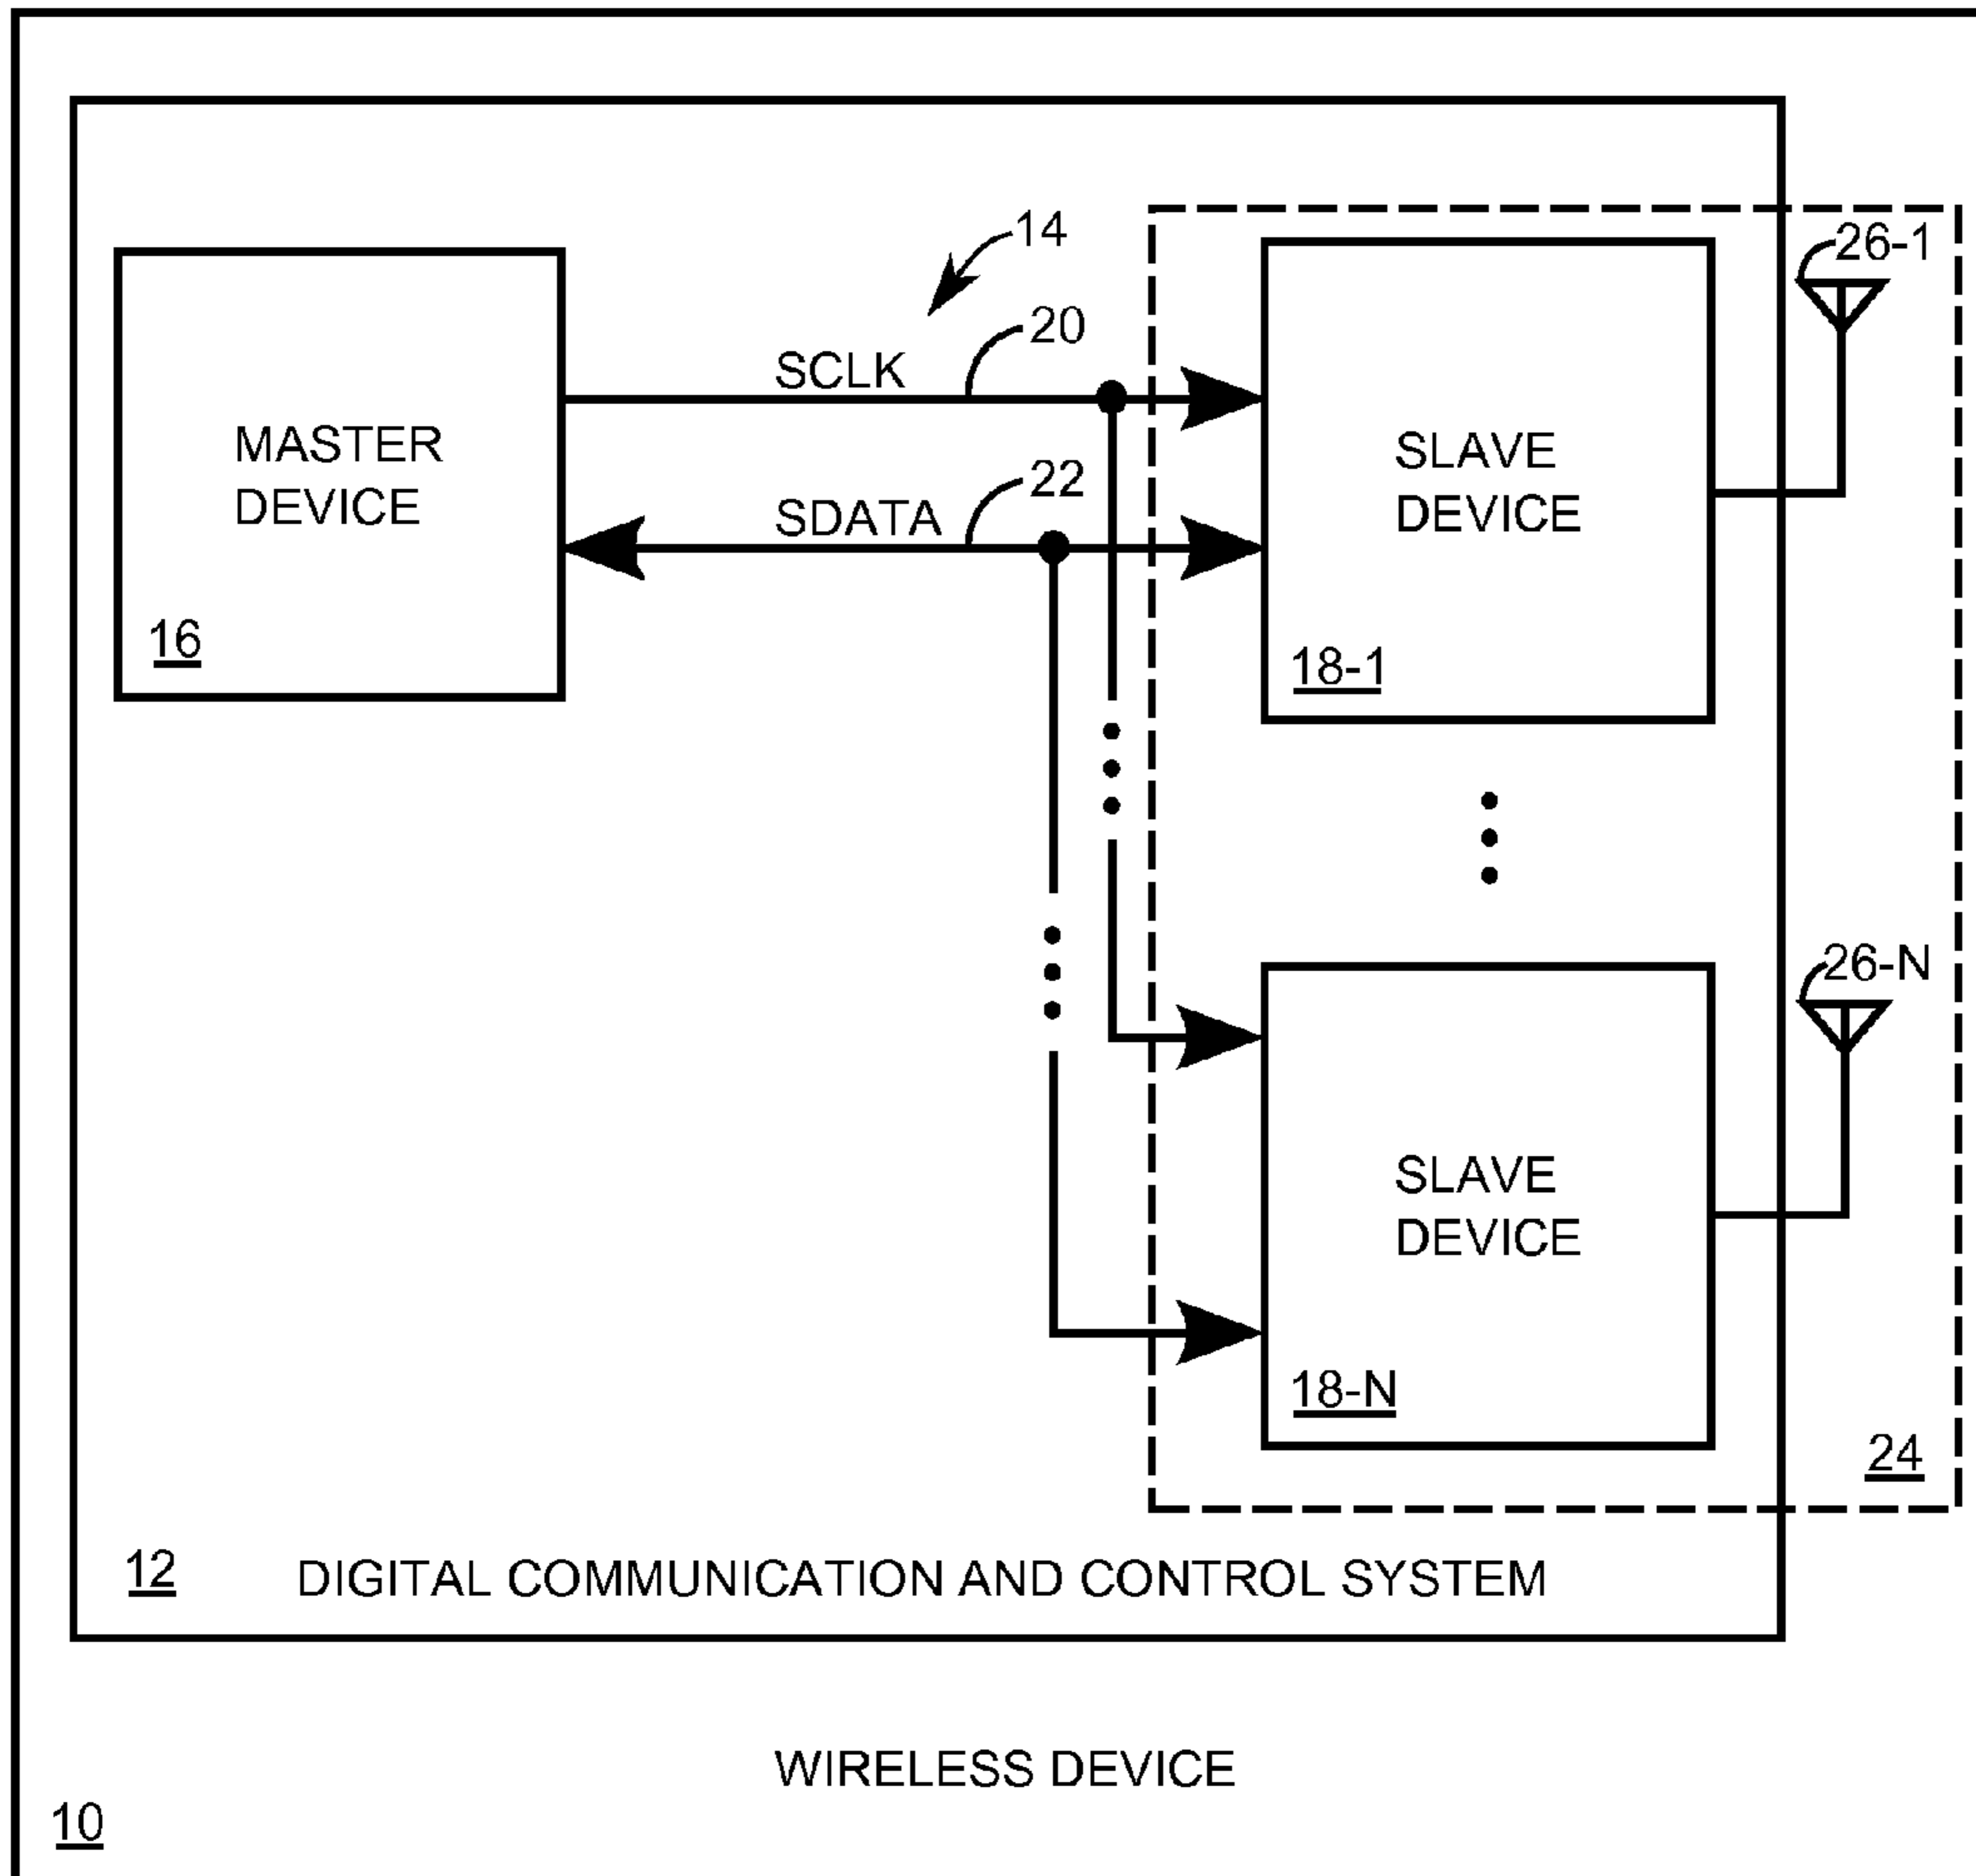 14
26-1
20
SCLK
MASTER
DEVICE
SLAVE
DEVICE
22
SDATA
16
18-1
26-N
SLAVE
DEVICE
18-N
24
12
DIGITAL COMMUNICATION AND CONTROL SYSTEM
WIRELESS DEVICE
10